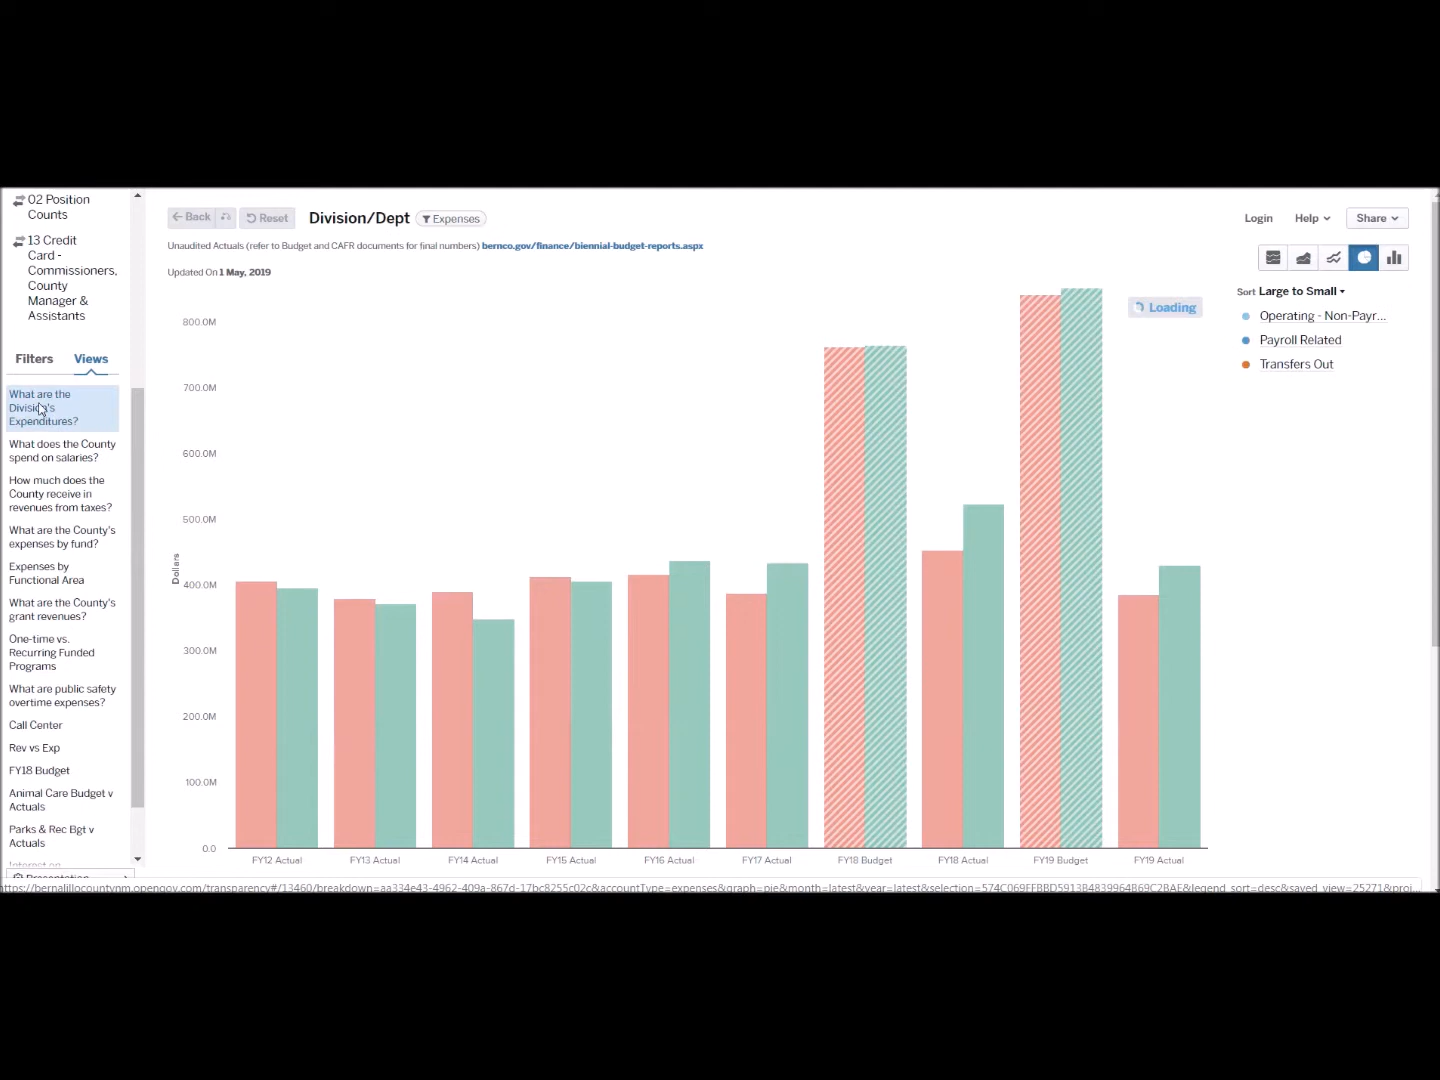 02 Position
Counts
13 Credit
Card -
Commissioners,
County
Manager &
Assistants
Filters Views
What are the
Division's
Expenditures?
What does the County
spend on salaries?
How much does the
County receive in
revenues from taxes?
What are the County's
expenses by fund?
Expenses by
Functional Area
What are the County's
grant revenues?
One-time vs.
Recurring Funded
Programs
What are public safety
overtime expenses?
Call Center
Rev vs Exp
FY18 Budget
Animal Care Budget v
Actuals
Parks & Rec Bgt v
Actuals
Interest on
Presentation
Back Reset Division/Dept Expenses
Login Help Share
Unaudited Actuals (refer to Budget and CAFR documents for final numbers) bernco.gov/finance/biennial-budget-reports.aspx
Updated On 1 May, 2019
Loading
Sort Large to Small
Operating - Non-Payr...
Payroll Related
Transfers Out
800.0M
700.0M
600.0M
500.0M
400.0M
300.0M
200.0M
100.0M
0.0
Dollars
FY12 Actual FY13 Actual FY14 Actual FY15 Actual FY16 Actual FY17 Actual FY18 Budget FY18 Actual FY19 Budget FY19 Actual